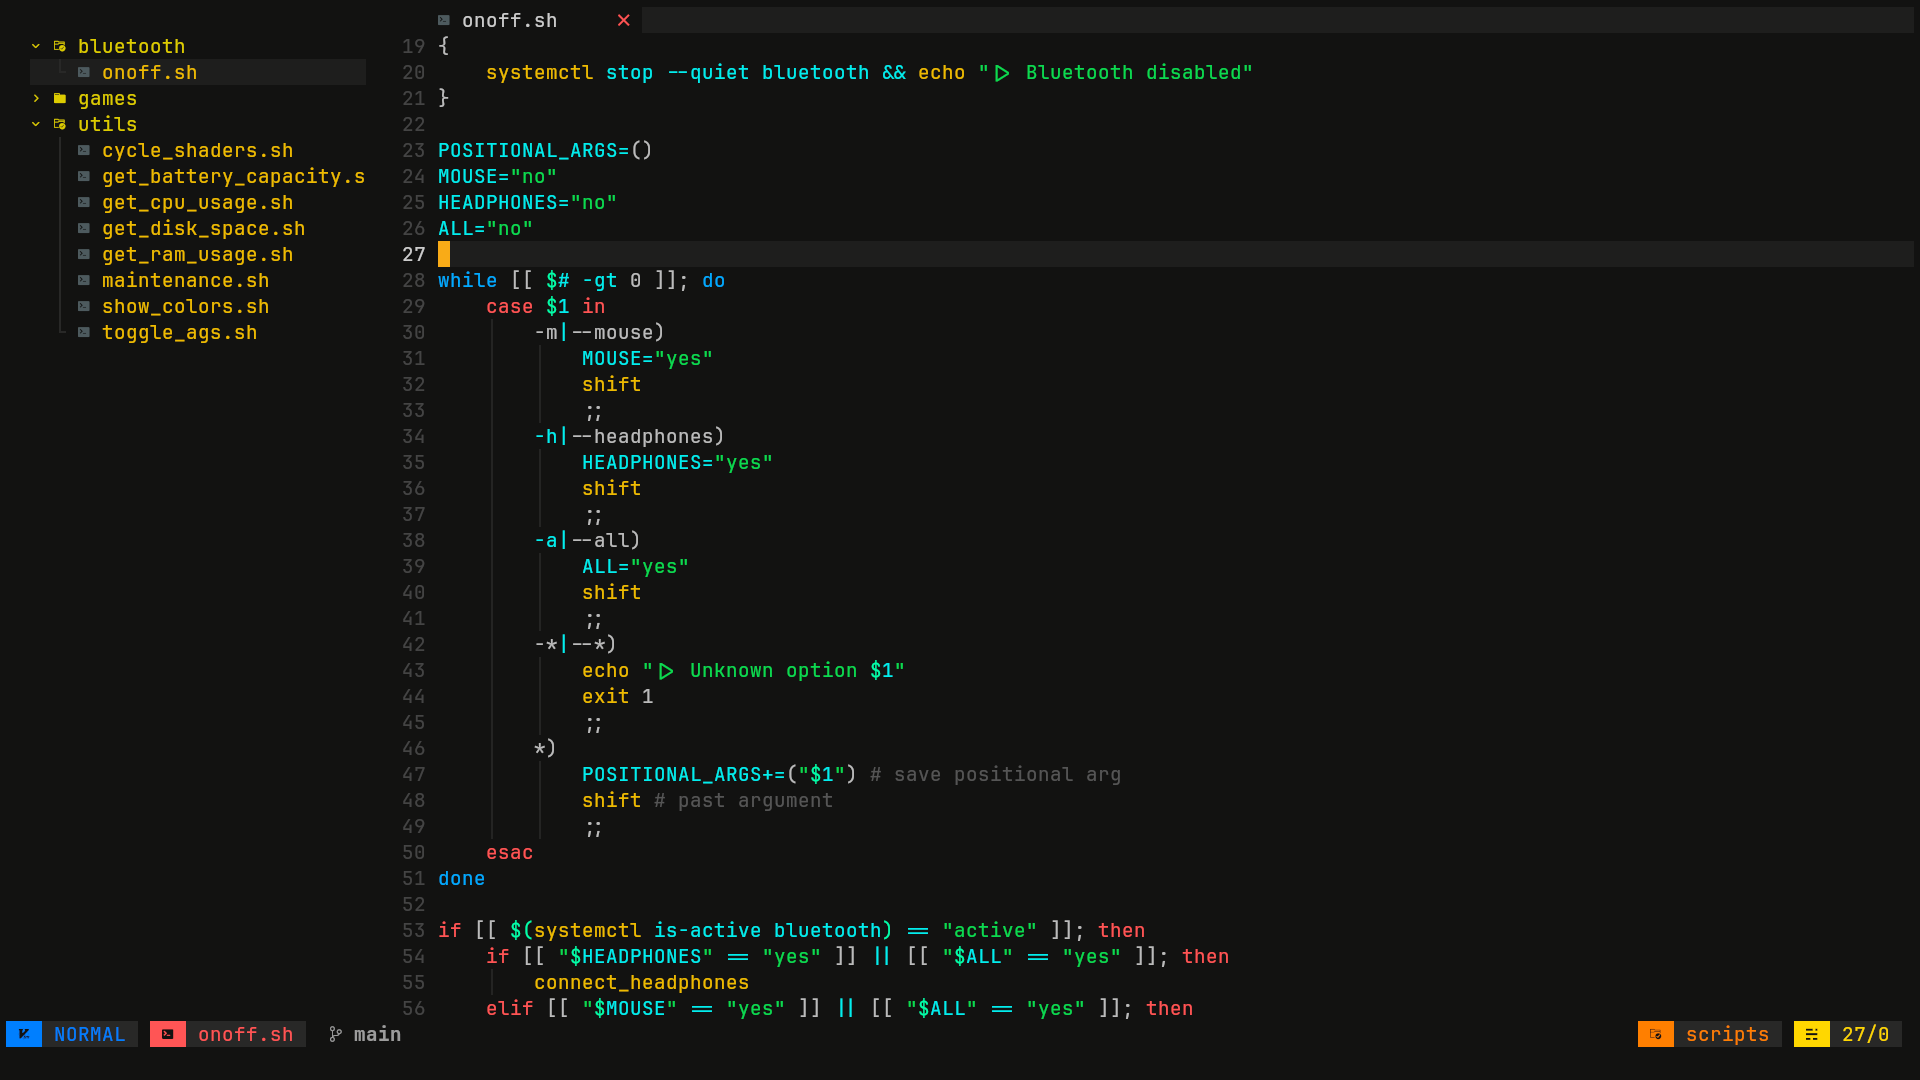 onoff.sh
bluetooth
onoff.sh
games
utils
cycle_shaders.sh
get_battery_capacity.s
get_cpu_usage.sh
get_disk_space.sh
get_ram_usage.sh
maintenance.sh
show_colors.sh
toggle_ags.sh
19 {
20     systemctl stop --quiet bluetooth && echo "|> Bluetooth disabled"
21 }
22
23 POSITIONAL_ARGS=()
24 MOUSE="no"
25 HEADPHONES="no"
26 ALL="no"
27
28 while [[ $# -gt 0 ]]; do
29     case $1 in
30         -m|--mouse)
31             MOUSE="yes"
32             shift
33             ;;
34         -h|--headphones)
35             HEADPHONES="yes"
36             shift
37             ;;
38         -a|--all)
39             ALL="yes"
40             shift
41             ;;
42         -*|--*)
43             echo "|> Unknown option $1"
44             exit 1
45             ;;
46         *)
47             POSITIONAL_ARGS+=("$1") # save positional arg
48             shift # past argument
49             ;;
50     esac
51 done
52
53 if [[ $(systemctl is-active bluetooth) == "active" ]]; then
54     if [[ "$HEADPHONES" == "yes" ]] || [[ "$ALL" == "yes" ]]; then
55         connect_headphones
56     elif [[ "$MOUSE" == "yes" ]] || [[ "$ALL" == "yes" ]]; then
NORMAL onoff.sh main scripts 27/0